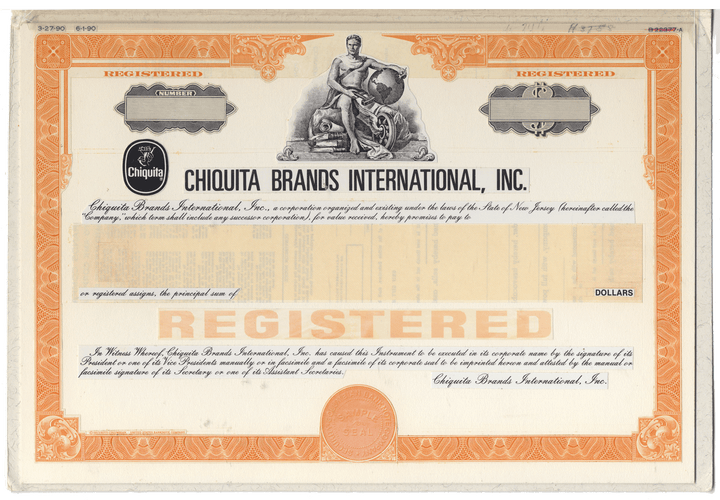 3-27-90 6-1-90
REGISTERED
REGISTERED
NUMBER
Chiquita
CHIQUITA BRANDS INTERNATIONAL, INC.
Chiquita Brands International, Inc., a corporation organized and existing under the laws of the State of New Jersey (hereinafter called the
"Company," which term shall include any successor corporation), for value received, hereby promises to pay to
or registered assigns, the principal sum of
DOLLARS
REGISTERED
In Witness Whereof, Chiquita Brands International, Inc. has caused this Instrument to be executed in its corporate name by the signature of its
President or one of its Vice Presidents manually or in facsimile and a facsimile of its corporate seal to be imprinted hereon and attested by the manual or
facsimile signature of its Secretary or one of its Assistant Secretaries.
Chiquita Brands International, Inc.